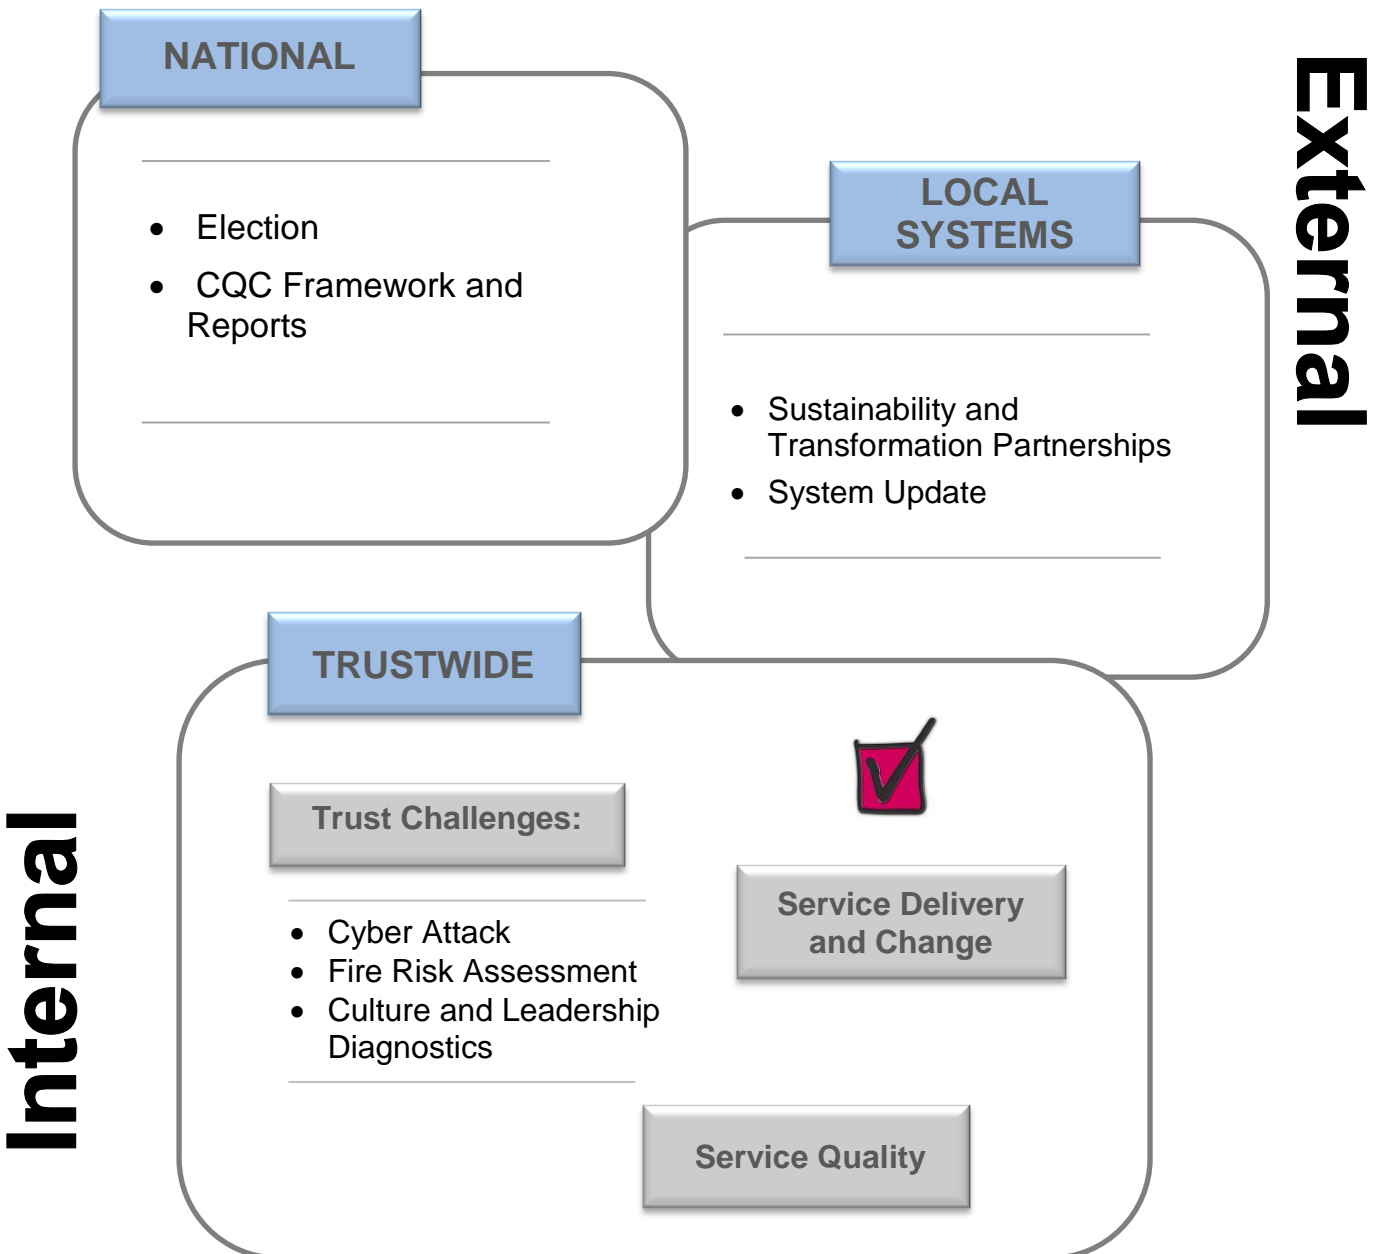 NATIONAL
• Election
• CQC Framework and
Reports
External
LOCAL
SYSTEMS
• Sustainability and
Transformation Partnerships
• System Update
TRUSTWIDE
Internal
Trust Challenges:
• Cyber Attack
• Fire Risk Assessment
• Culture and Leadership
Diagnostics
Service Delivery
and Change
Service Quality